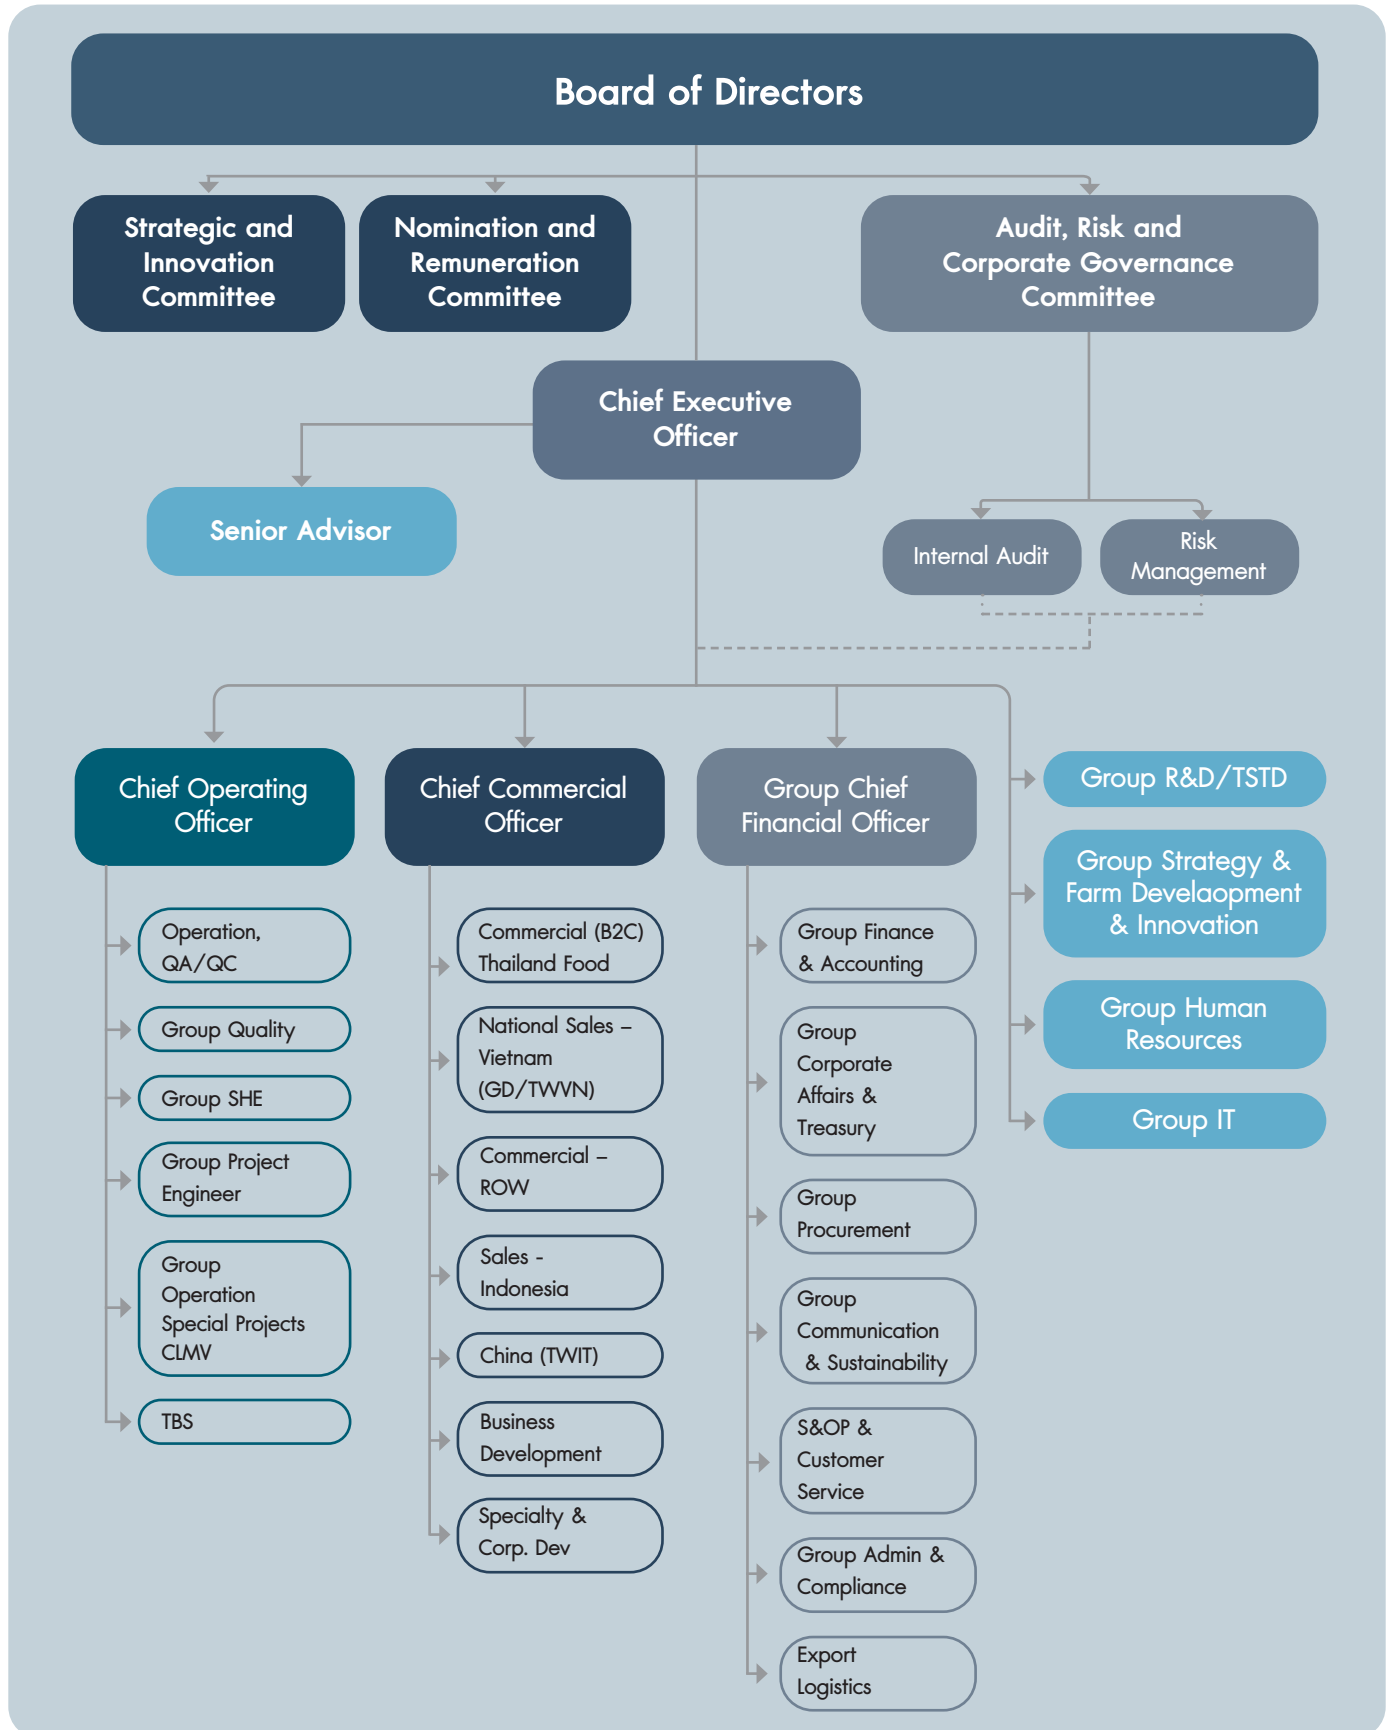 Board of Directors
Strategic and
Innovation
Committee
Nomination and
Remuneration
Committee
Audit, Risk and
Corporate Governance
Committee
Chief Executive
Officer
Senior Advisor
Internal Audit
Risk
Management
Chief Operating
Officer
Chief Commercial
Officer
Group Chief
Financial Officer
Operation,
QA/QC
Group Quality
Group SHE
Group Project
Engineer
Group
Operation
Special Projects
CLMV
TBS
Commercial (B2C)
Thailand Food
National Sales –
Vietnam
(GD/TWVN)
Commercial –
ROW
Sales -
Indonesia
China (TWIT)
Business
Development
Specialty &
Corp. Dev
Group Finance
& Accounting
Group
Corporate
Affairs &
Treasury
Group
Procurement
Group
Communication
& Sustainability
S&OP &
Customer
Service
Group Admin &
Compliance
Export
Logistics
Group R&D/TSTD
Group Strategy &
Farm Develaopment
& Innovation
Group Human
Resources
Group IT